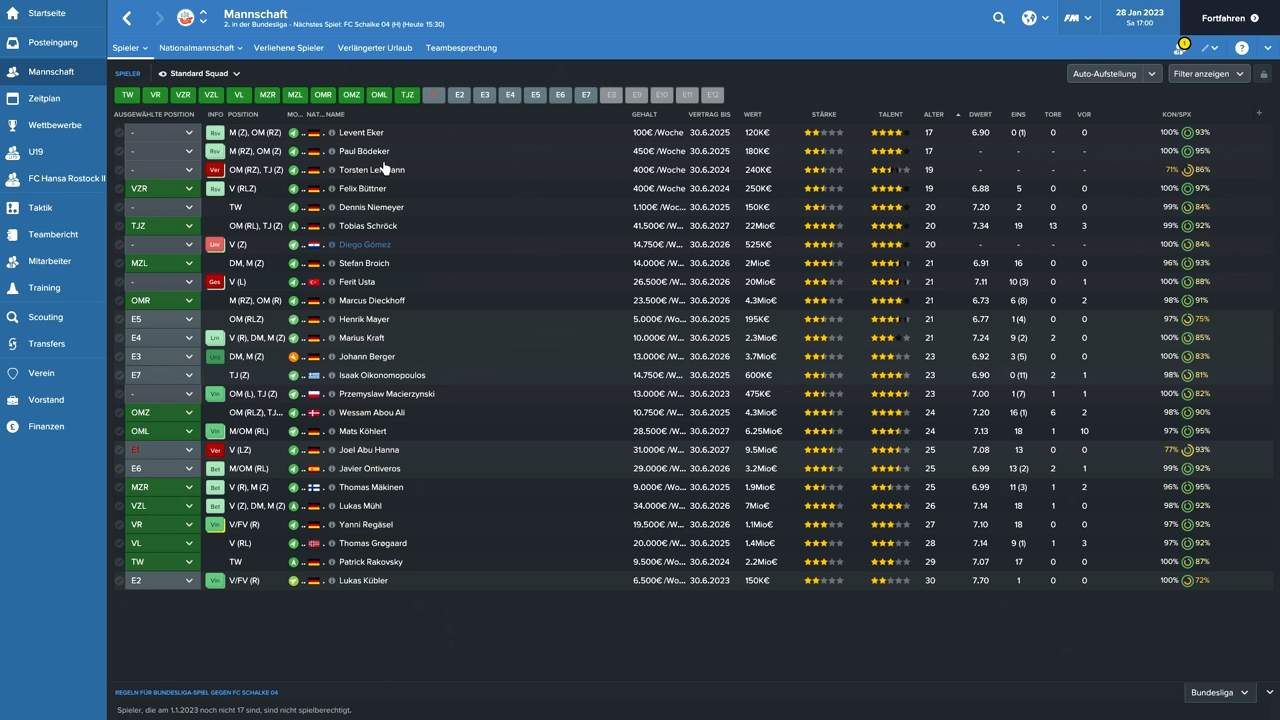 Startseite
Posteingang
Mannschaft
Zeitplan
Wettbewerbe
U19
FC Hansa Rostock II
Taktik
Teambericht
Mitarbeiter
Training
Scouting
Transfers
Verein
Vorstand
Finanzen
Mannschaft
2. in der Bundesliga - Nächstes Spiel: FC Schalke 04 (H) (Heute 15:30)
FM
28 Jan 2023
Sa 17:00
Fortfahren
Spieler Nationalmannschaft Verliehene Spieler Verlängerter Urlaub Teambesprechung
SPIELER Standard Squad Auto-Aufstellung Filter anzeigen
TW VR VZR VZL VL MZR MZL OMR OMZ OML TJZ E2 E3 E4 E5 E6 E7 E8 E9 E10 E11 E12
AUSGEWÄHLTE POSITION INFO POSITION MO... NAT... NAME GEHALT VERTRAG BIS WERT STÄRKE TALENT ALTER DWERT EINS TORE VOR KON/SPX
- Rsv M (Z), OM (RZ) Levent Eker 100€ /Woche 30.6.2025 120K€ 17 6.90 0 (1) 0 0 100% 93%
- Rsv M (RZ), OM (Z) Paul Bödeker 450€ /Woche 30.6.2025 180K€ 17 - - - - 100% 95%
- Ver OM (RZ), TJ (Z) Torsten 400€ /Woche 30.6.2024 240K€ 19 - - - - 71% 86%
VZR Rsv V (RLZ) Felix Büttner 400€ /Woche 30.6.2024 250K€ 19 6.88 5 0 0 100% 97%
- TW Dennis Niemeyer 1.100€ /Woc... 30.6.2025 150K€ 20 7.20 2 0 0 99% 84%
TJZ OM (RL), TJ (Z) Tobias Schröck 41.500€ /W... 30.6.2027 22Mio€ 20 7.34 19 13 3 99% 92%
- Unr V (Z) Diego Gómez 14.750€ /W... 30.6.2026 525K€ 20 - - - - 100% 84%
MZL DM, M (Z) Stefan Broich 14.000€ /W... 30.6.2026 2Mio€ 21 6.91 16 0 0 96% 93%
- Ges V (L) Ferit Usta 26.500€ /W... 30.6.2025 20Mio€ 21 7.11 10 (3) 0 1 100% 88%
OMR M (RZ), OM (R) Marcus Dieckhoff 23.500€ /W... 30.6.2026 4.3Mio€ 21 6.73 6 (8) 0 2 98% 91%
E5 OM (RLZ) Henrik Mayer 5.000€ /Wo... 30.6.2026 195K€ 21 6.77 1 (4) 0 0 97% 75%
E4 Lrn V (R), DM, M (Z) Marius Kraft 10.000€ /W... 30.6.2025 2.3Mio€ 21 7.24 9 (2) 2 0 100% 85%
E3 Unz DM, M (Z) Johann Berger 13.000€ /W... 30.6.2026 3.7Mio€ 23 6.92 3 (5) 0 0 100% 83%
E7 TJ (Z) Isaak Oikonomopoulos 14.750€ /W... 30.6.2025 600K€ 23 6.90 0 (11) 2 1 98% 81%
- Vin OM (L), TJ (Z) Przemyslaw Macierzynski 13.000€ /W... 30.6.2023 475K€ 23 7.00 1 (7) 1 1 100% 82%
OMZ OM (RLZ), TJ... Wessam Abou Ali 10.750€ /W... 30.6.2023 4.3Mio€ 24 7.20 16 (1) 6 2 98% 90%
OML Vin M/OM (RL) Mats Köhlert 28.500€ /W... 30.6.2027 6.25Mio€ 24 7.13 18 1 10 97% 95%
E1 Ver V (LZ) Joel Abu Hanna 31.000€ /W... 30.6.2027 9.5Mio€ 25 7.08 13 0 0 77% 93%
E6 Bet M/OM (RL) Javier Ontiveros 29.000€ /W... 30.6.2026 3.2Mio€ 25 6.99 13 (2) 2 1 100% 92%
MZR Bet V (R), M (Z) Thomas Mäkinen 9.000€ /Wo... 30.6.2025 1.9Mio€ 25 6.99 11 (3) 1 2 96% 95%
VZL Bet V (Z), DM, M (Z) Lukas Mühl 34.000€ /W... 30.6.2025 7Mio€ 26 7.14 18 1 0 98% 92%
VR Vin V/FV (R) Yanni Regäsel 19.500€ /W... 30.6.2026 1.1Mio€ 27 7.10 18 0 0 97% 92%
VL V (RL) Thomas Grøgaard 20.000€ /W... 30.6.2025 1.4Mio€ 28 7.14 9 (1) 1 3 97% 92%
TW TW Patrick Rakovsky 9.500€ /Wo... 30.6.2024 2.2Mio€ 29 7.07 17 0 0 100% 87%
E2 Vin V/FV (R) Lukas Kübler 6.500€ /Wo... 30.6.2023 150K€ 30 7.70 1 0 0 100% 72%
REGELN FÜR BUNDESLIGA-SPIEL GEGEN FC SCHALKE 04 Bundesliga
Spieler, die am 1.1.2023 noch nicht 17 sind, sind nicht spielberechtigt.